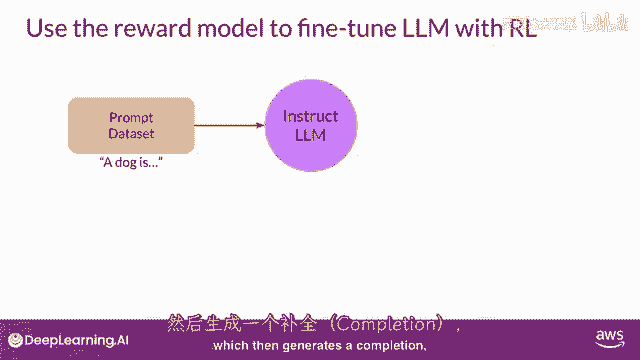 Use the reward model to fine-tune LLM with RL
Prompt
Dataset
Instruct
LLM
"A dog is..."
然后生成一个补全（Completion）,
which then generates a completion,
DeepLearning.AI
aws